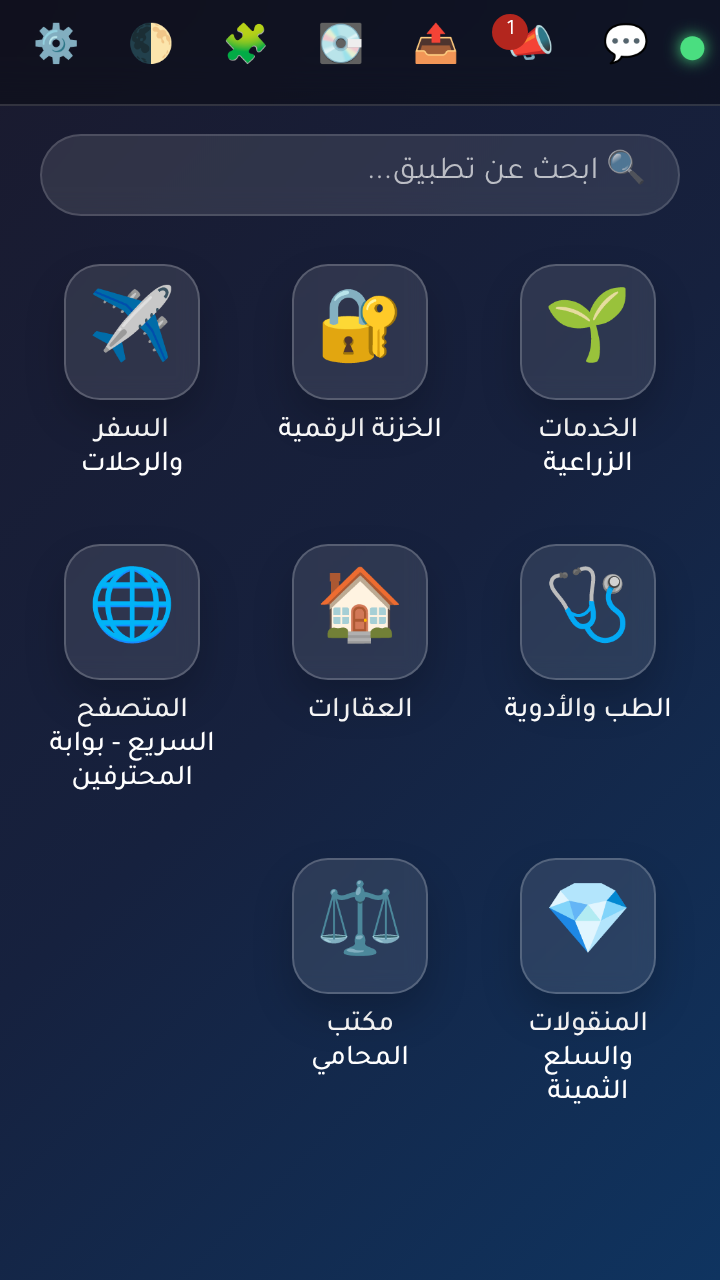 1
ابحث عن تطبيق...
الخدمات
الزراعية
الخزنة الرقمية
السفر
والرحلات
الطب والأدوية
العقارات
المتصفح
السريع - بوابة
المحترفين
المنقولات
والسلع
الثمينة
مكتب
المحامي